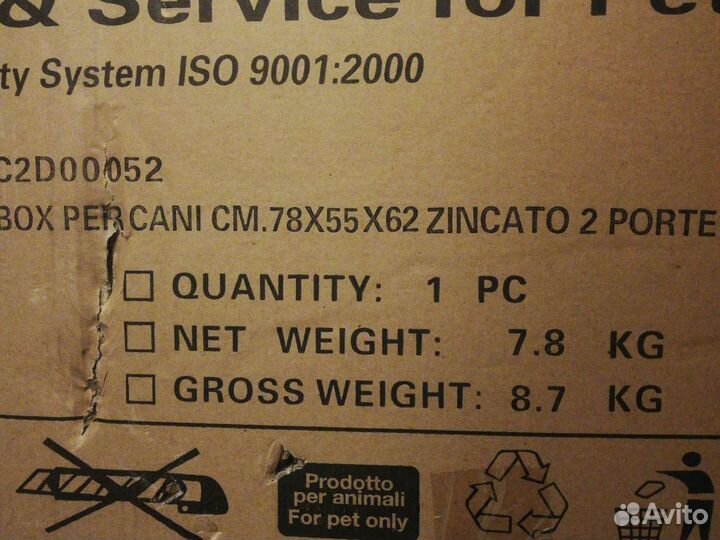 & Service for Pet
ty System ISO 9001:2000
C2D00052
BOX PER CANI CM.78X55X62 ZINCATO 2 PORTE
QUANTITY: 1 PC
NET WEIGHT: 7.8 KG
GROSS WEIGHT: 8.7 KG
Prodotto
per animali
For pet only
Avito